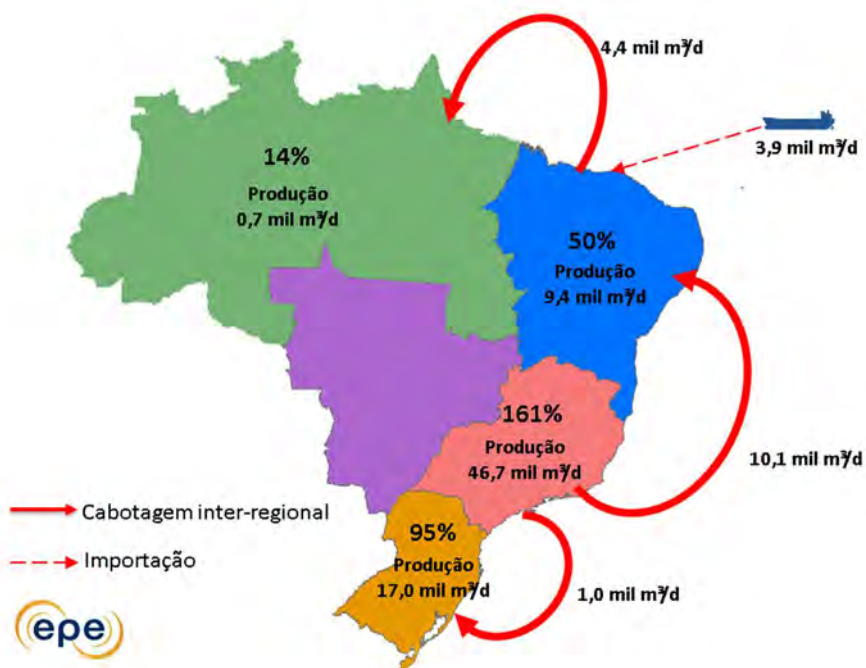 4,4 mil m³/d
3,9 mil m³/d
14%
Produção
0,7 mil m³/d
50%
Produção
9,4 mil m³/d
161%
Produção
46,7 mil m³/d
10,1 mil m³/d
Cabotagem inter-regional
95%
Importação
Produção
17,0 mil m³/d
1,0 mil m³/d
epe